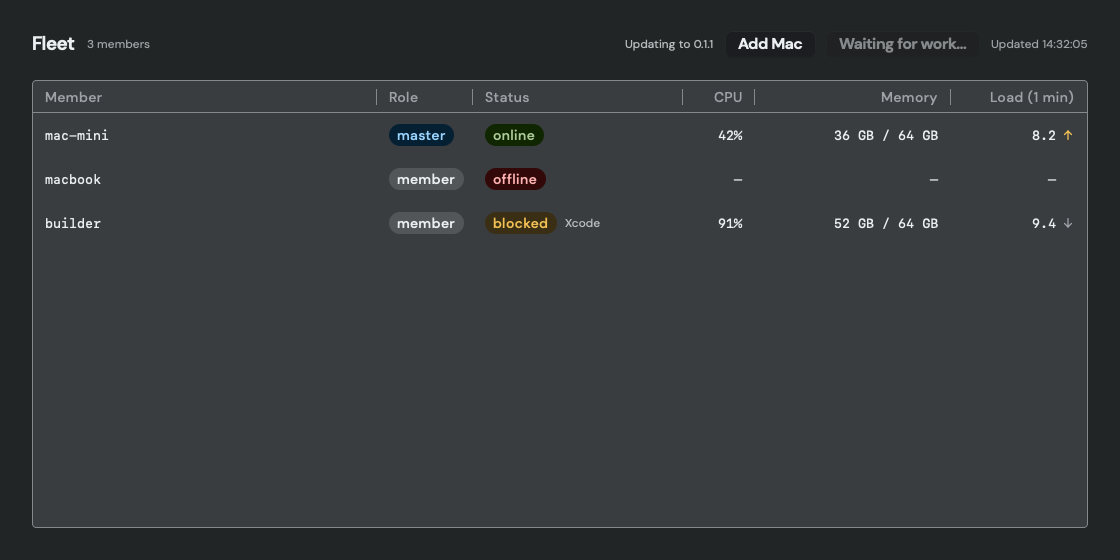 Fleet 3 members Updating to 0.1.1 Add Mac Waiting for work... Updated 14:32:05
Member Role Status CPU Memory Load (1 min)
mac-mini master online 42% 36 GB / 64 GB 8.2 ↑
macbook member offline — — —
builder member blocked Xcode 91% 52 GB / 64 GB 9.4 ↓